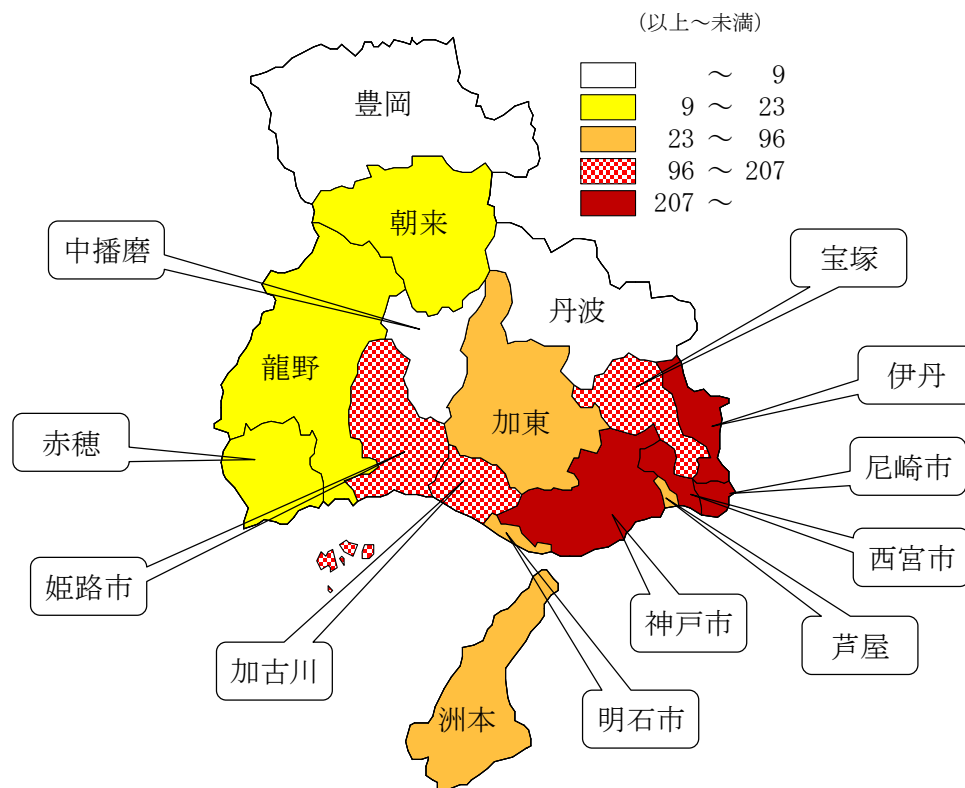 (以上～未満)
～ 9
9 ～ 23
23 ～ 96
96 ～ 207
207 ～
豊岡
朝来
中播磨
宝塚
丹波
龍野
伊丹
加東
赤穂
尼崎市
西宮市
姫路市
神戸市
芦屋
加古川
明石市
洲本